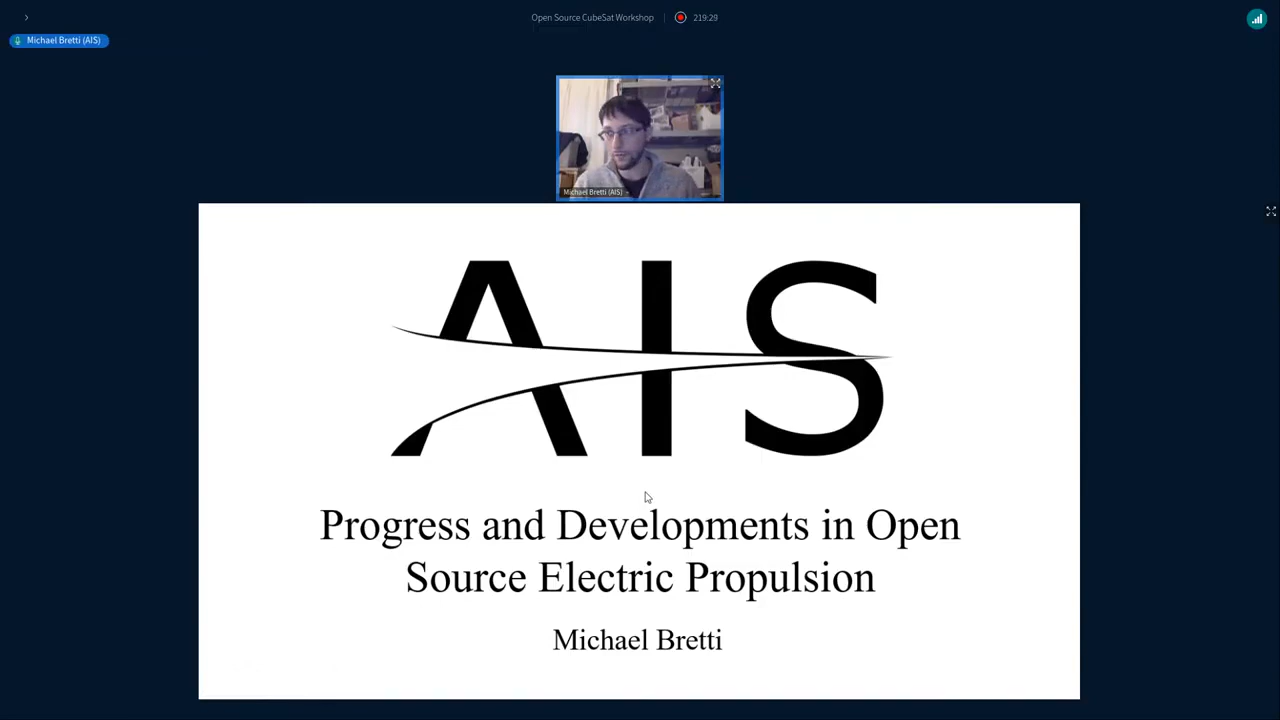 Open Source CubeSat Workshop
219:29
Michael Bretti (AIS)
Michael Bretti (AIS)
AIS
Progress and Developments in Open
Source Electric Propulsion
Michael Bretti